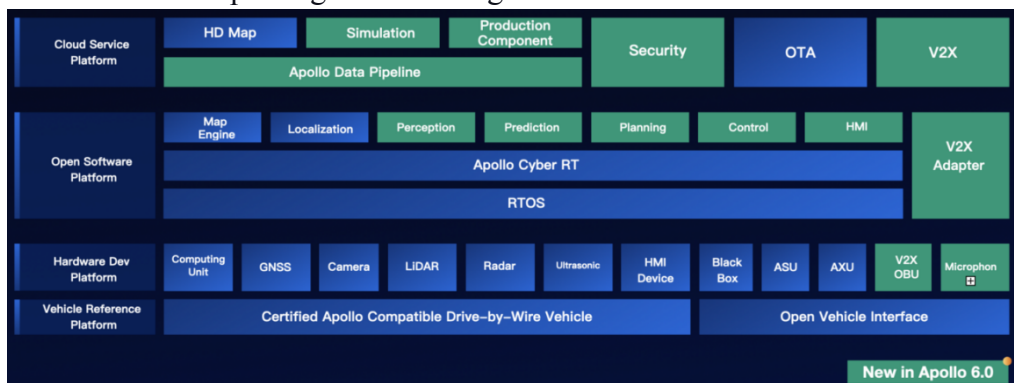 Cloud Service
Platform
HD Map
Simulation
Production
Component
Apollo Data Pipeline
Security
OTA
V2X
Open Software
Platform
Map
Engine
Localization
Perception
Prediction
Planning
Control
HMI
V2X
Adapter
Apollo Cyber RT
RTOS
Hardware Dev
Platform
Computing
Unit
GNSS
Camera
LiDAR
Radar
Ultrasonic
HMI
Device
Black
Box
ASU
AXU
V2X
OBU
Microphon
Vehicle Reference
Platform
Certified Apollo Compatible Drive-by-Wire Vehicle
Open Vehicle Interface
New in Apollo 6.0